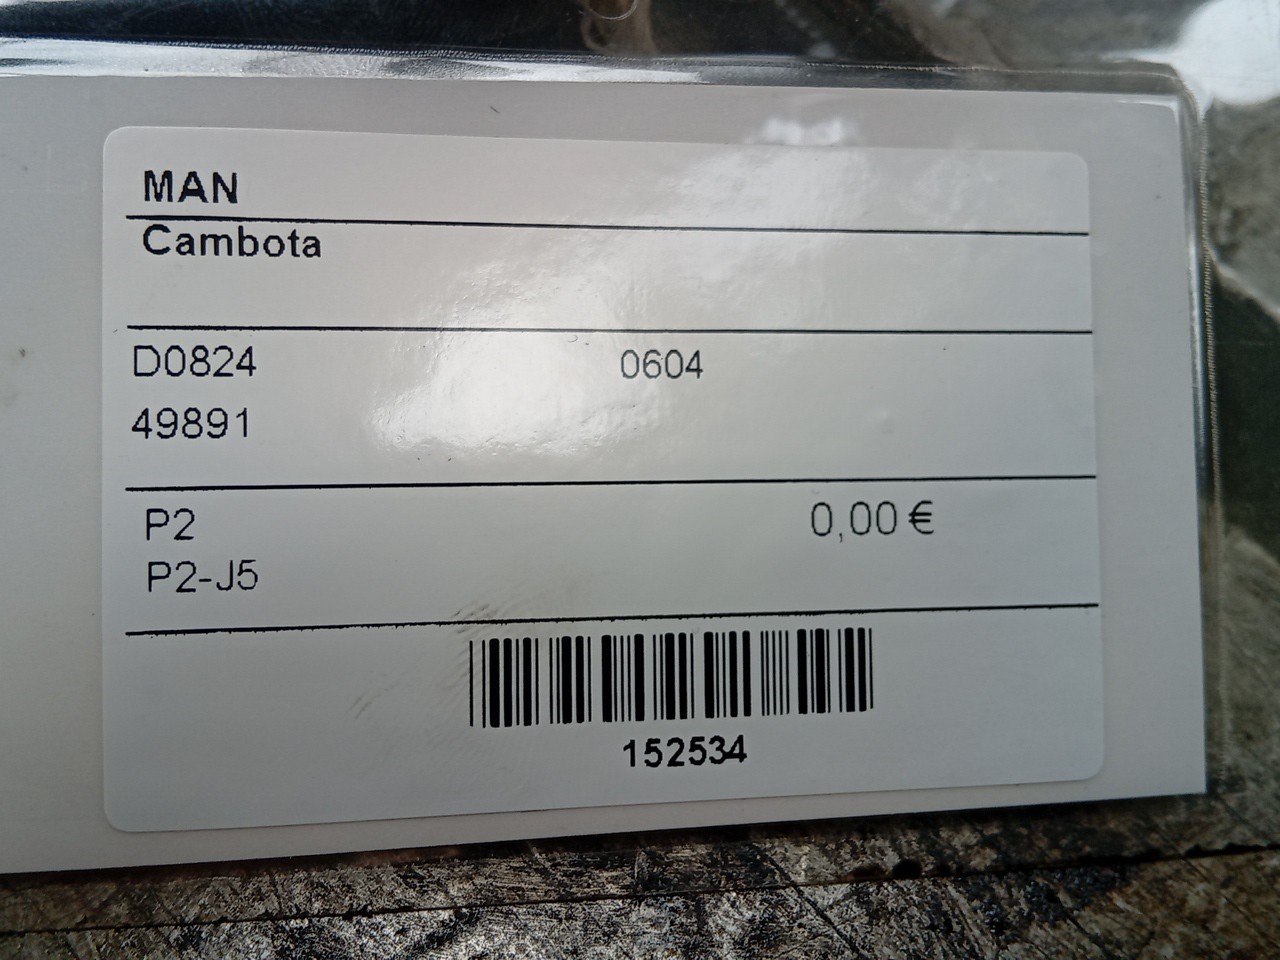 MAN
Cambota
D0824 0604
49891
P2 0,00 €
P2-J5
152534